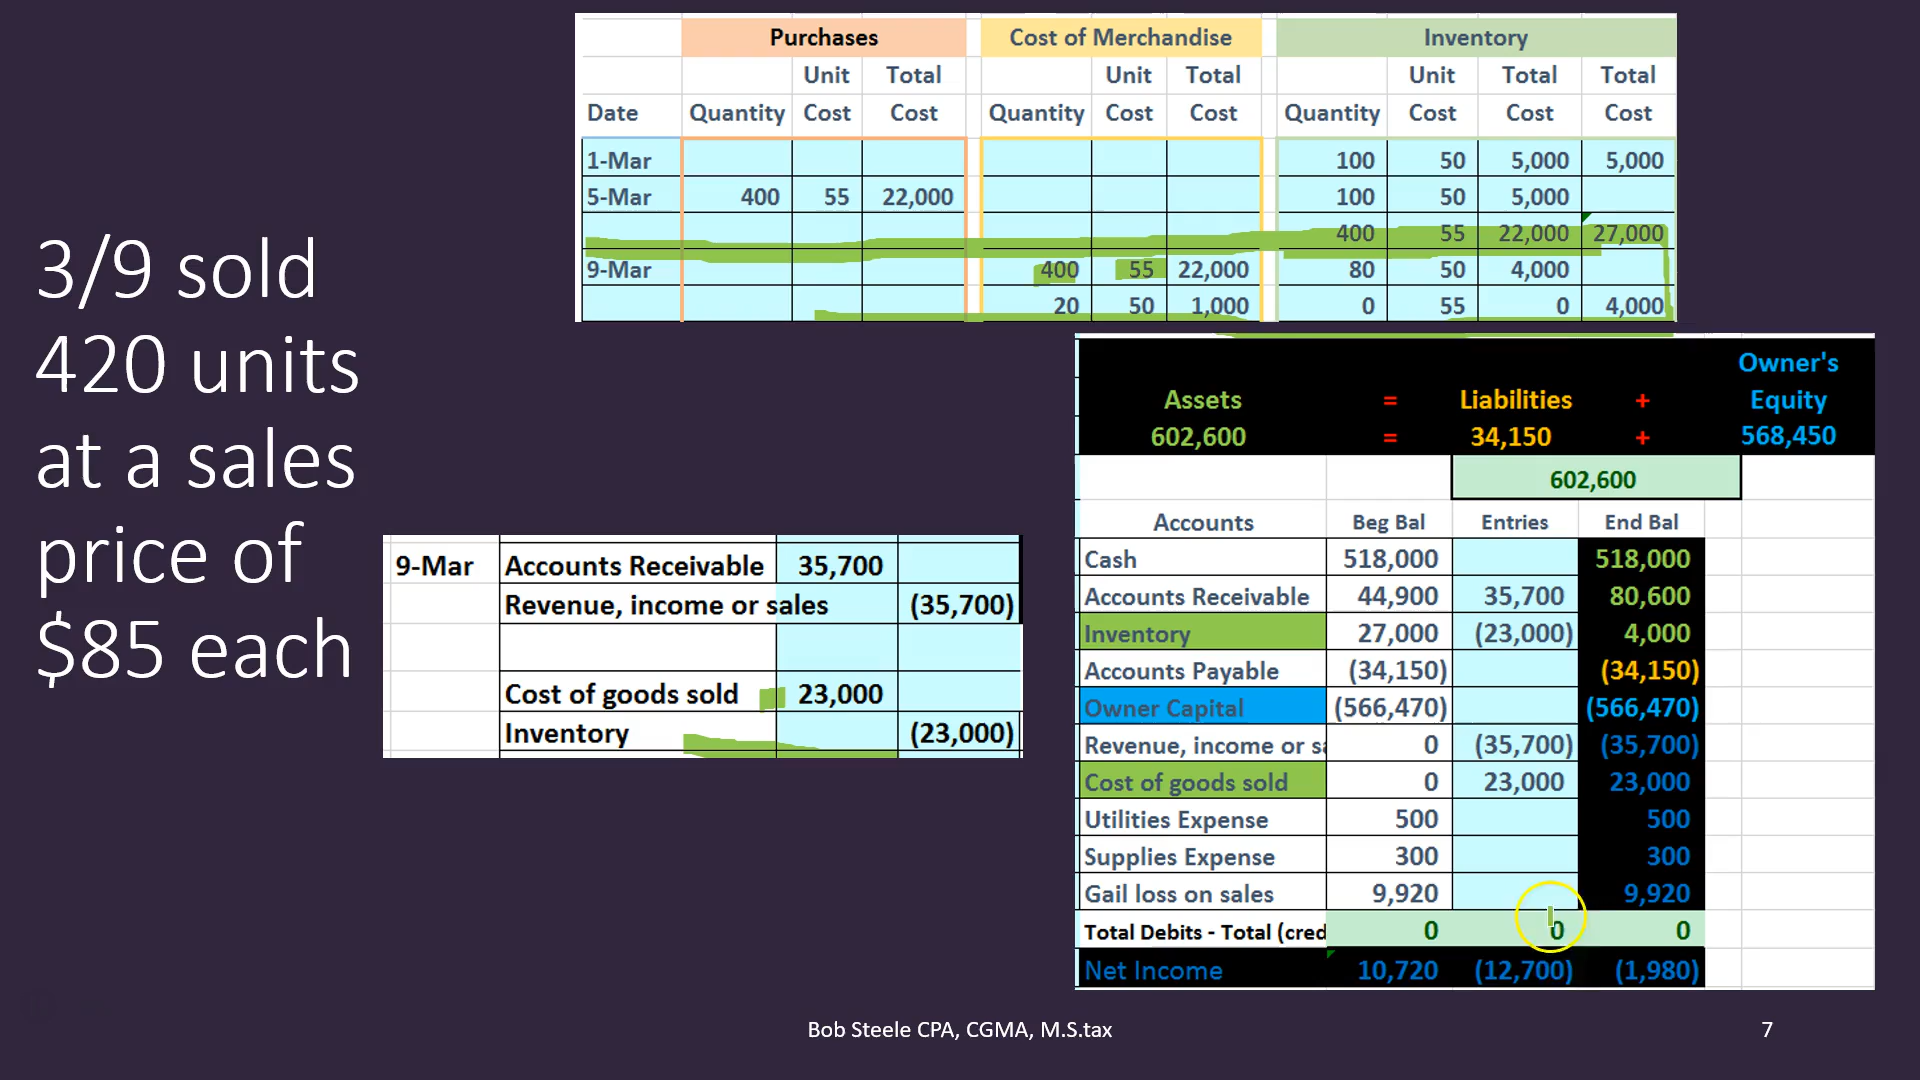 3/9 sold
420 units
at a sales
price of
$85 each
Purchases Cost of Merchandise Inventory
Unit Total Unit Total Unit Total Total
Date Quantity Cost Cost Quantity Cost Cost Quantity Cost Cost Cost
1-Mar 100 50 5,000 5,000
5-Mar 400 55 22,000 100 50 5,000
400 55 22,000 27,000
9-Mar 400 55 22,000 80 50 4,000
20 50 1,000 0 55 0 4,000
9-Mar Accounts Receivable 35,700
Revenue, income or sales (35,700)
Cost of goods sold 23,000
Inventory (23,000)
Owner's
Assets = Liabilities + Equity
602,600 = 34,150 + 568,450
602,600
Accounts Beg Bal Entries End Bal
Cash 518,000 518,000
Accounts Receivable 44,900 35,700 80,600
Inventory 27,000 (23,000) 4,000
Accounts Payable (34,150) (34,150)
Owner Capital (566,470) (566,470)
Revenue, income or sa 0 (35,700) (35,700)
Cost of goods sold 0 23,000 23,000
Utilities Expense 500 500
Supplies Expense 300 300
Gail loss on sales 9,920 9,920
Total Debits - Total (cred 0 0 0
Net Income 10,720 (12,700) (1,980)
Bob Steele CPA, CGMA, M.S.tax
7